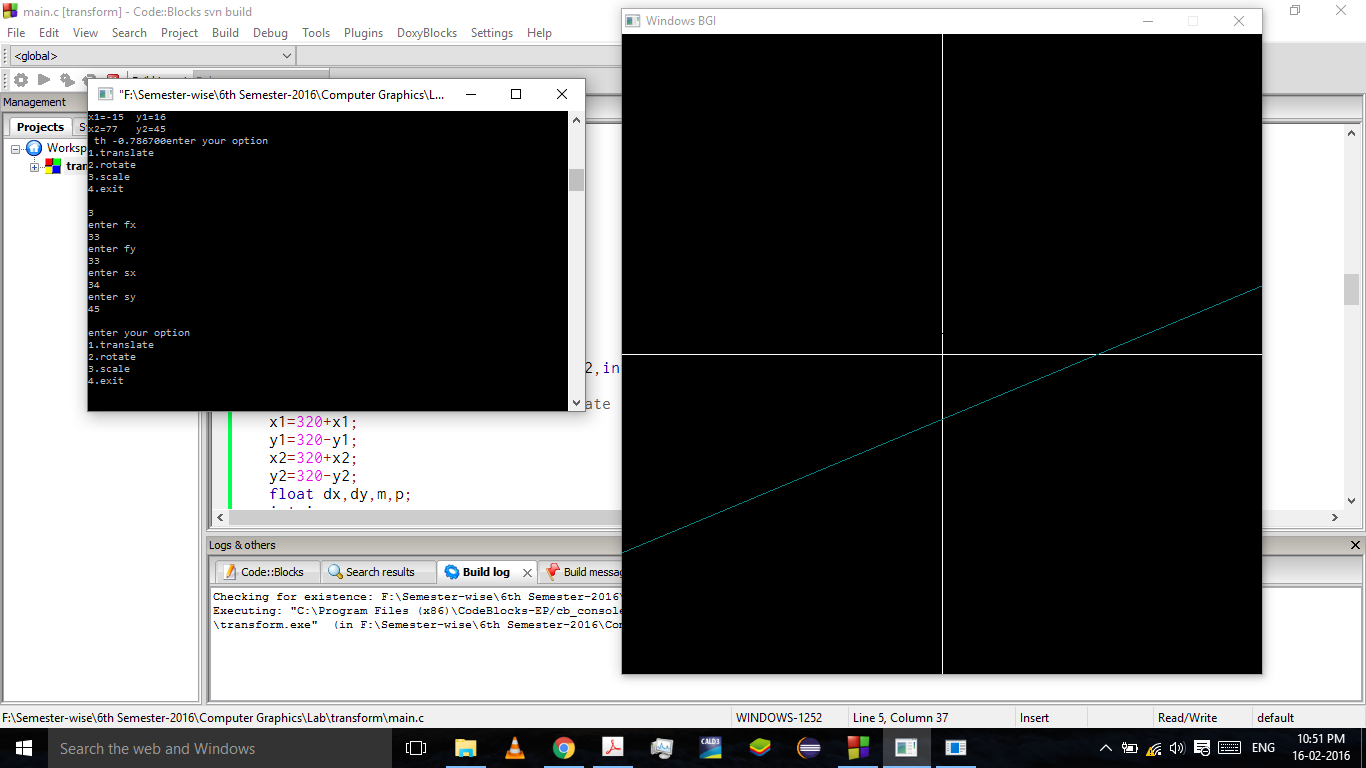 main.c [transform] - Code::Blocks svn build
File Edit View Search Project Build Debug Tools Plugins DoxyBlocks Settings Help
<global>
Management
Projects
Worksp
tran
"F:\Semester-wise\6th Semester-2016\Computer Graphics\L...
x1=-15 y1=16
x2=77 y2=45
th -0.786700enter your option
1.translate
2.rotate
3.scale
4.exit
3
enter fx
33
enter fy
33
enter sx
34
enter sy
45
enter your option
1.translate
2.rotate
3.scale
4.exit
Windows BGI
2,in
ate
x1=320+x1;
y1=320-y1;
x2=320+x2;
y2=320-y2;
float dx,dy,m,p;
Logs & others
Code::Blocks Search results Build log Build messa
Checking for existence: F:\Semester-wise\6th Semester-2016\
Executing: "C:\Program Files (x86)\CodeBlocks-EP/cb_console
\transform.exe" (in F:\Semester-wise\6th Semester-2016\Co
F:\Semester-wise\6th Semester-2016\Computer Graphics\Lab\transform\main.c WINDOWS-1252 Line 5, Column 37 Insert Read/Write default
Search the web and Windows
CALD3
ENG
10:51 PM
16-02-2016